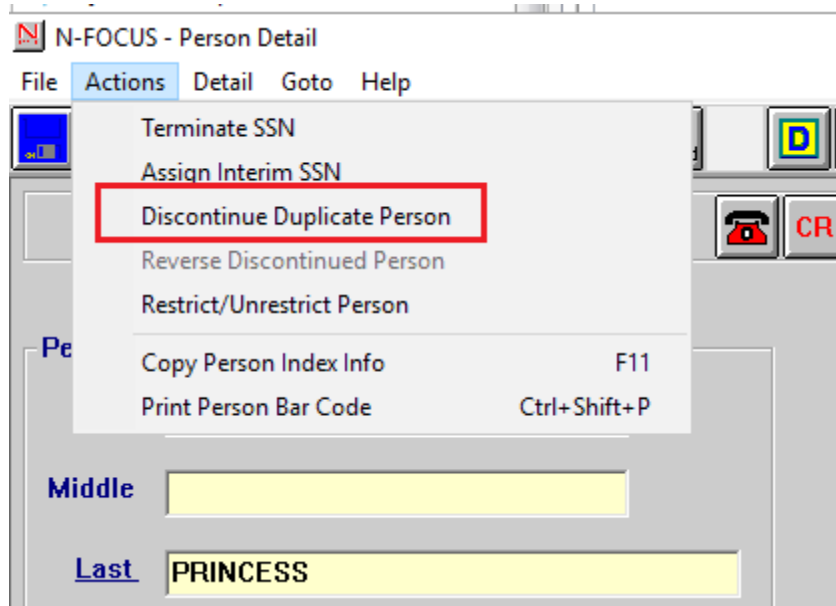 N-FOCUS - Person Detail
File Actions Detail Goto Help
Terminate SSN
Assign Interim SSN
D
Discontinue Duplicate Person
CR
Reverse Discontinued Person
Restrict/Unrestrict Person
Pe
Copy Person Index Info F11
Print Person Bar Code Ctrl+Shift+P
Middle
Last PRINCESS